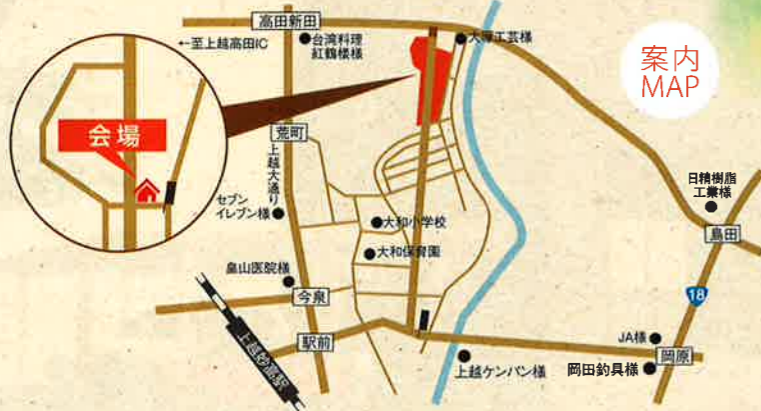 高田新田
←至上越高田IC
台湾料理
紅鶴樓様
大塚工芸様
案内
MAP
会場
荒町
上越大通り
セブン
イレブン様
大和小学校
大和保育園
日精樹脂
工業様
島田
畠山医院様
今泉
18
上越妙高駅
駅前
JA様
岡原
上越ケンバン様
岡田釣具様